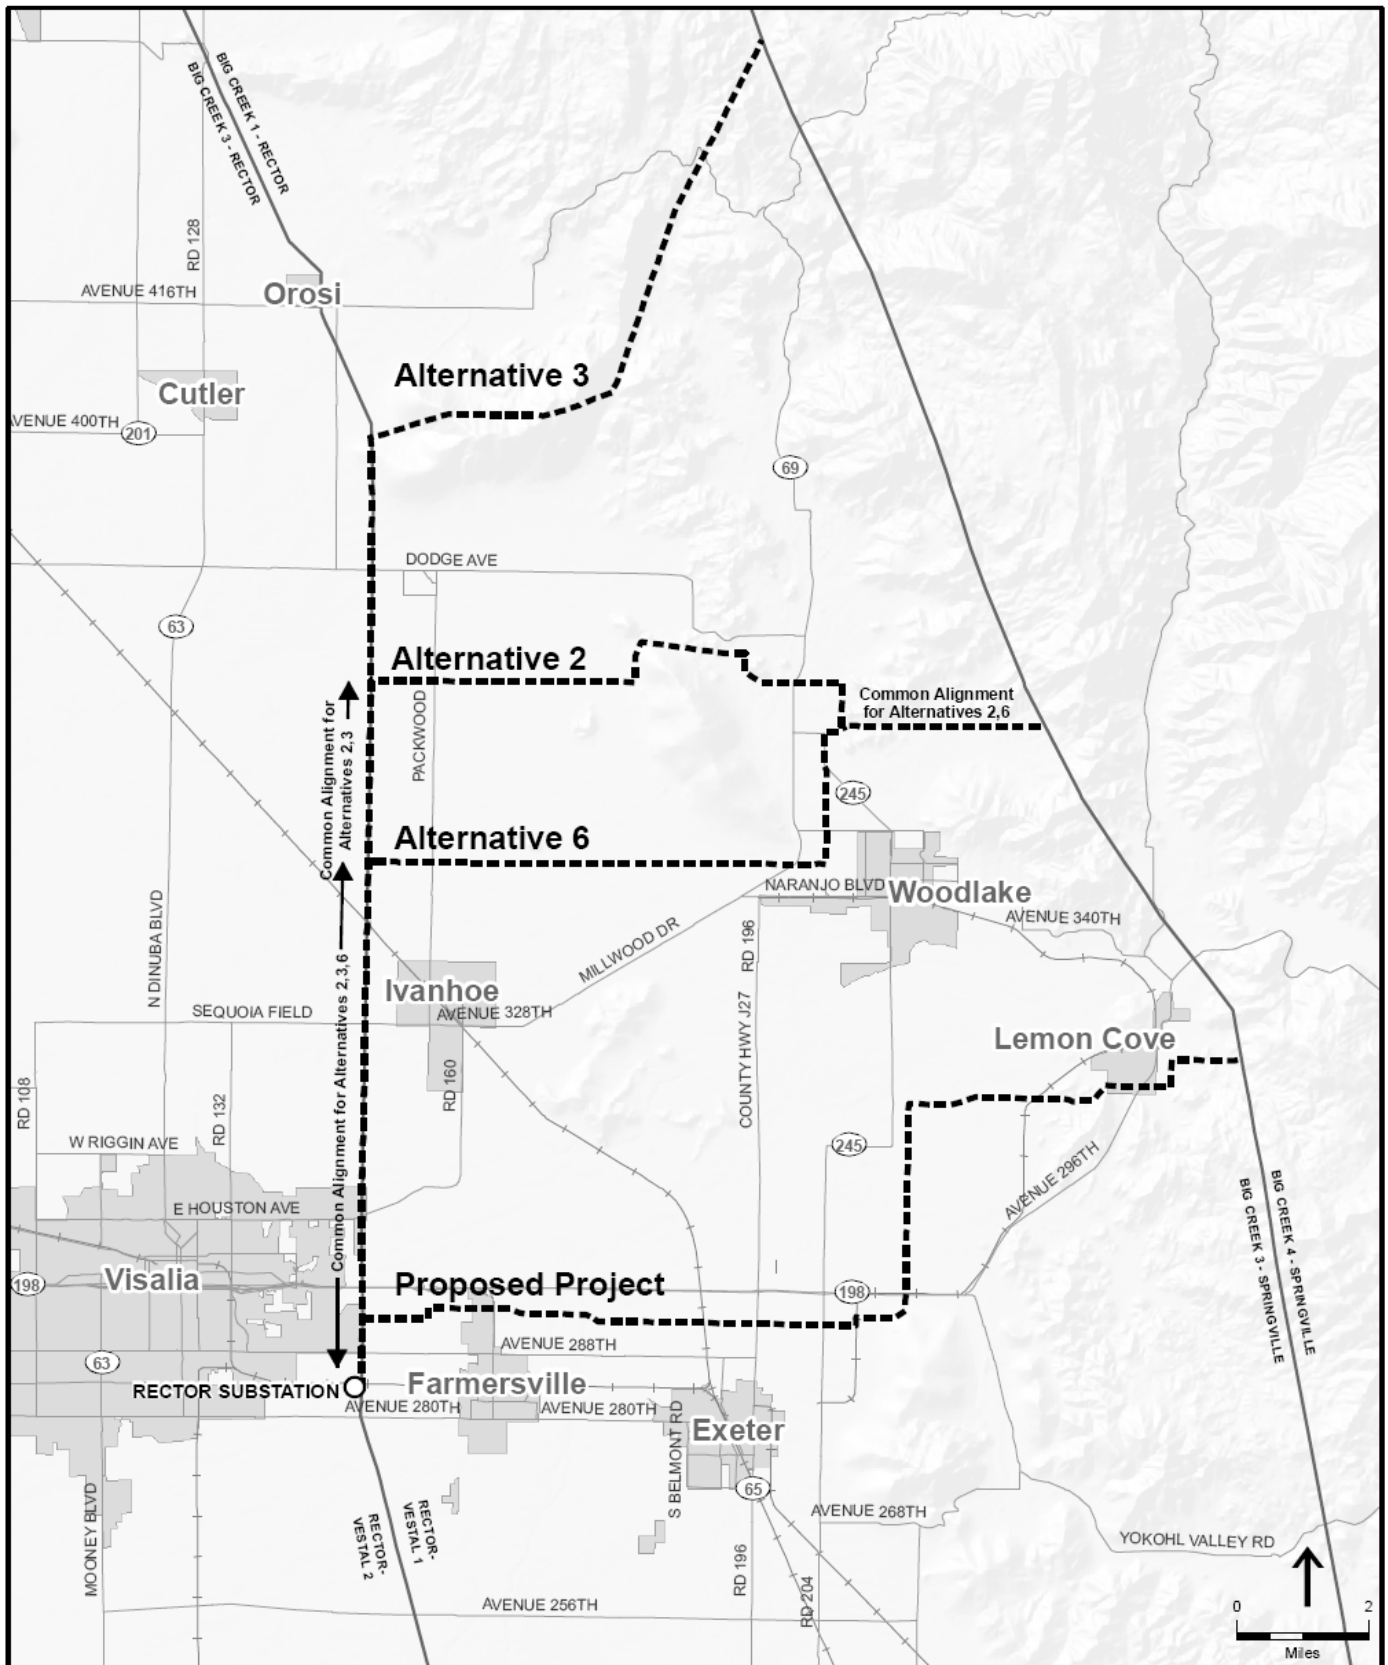 BIG CREEK 1 - RECTOR
BIG CREEK 3 - RECTOR
RD 128
AVENUE 416TH
Orosi
Alternative 3
Cutler
AVENUE 400TH
201
69
DODGE AVE
63
Alternative 2
Common Alignment
for Alternatives 2,6
Common Alignment for
Alternatives 2,3
PACKWOOD
245
Alternative 6
NARANJO BLVD
Woodlake
AVENUE 340TH
N DINUBA BLVD
MILLWOOD DR
RD 196
Common Alignment for Alternatives 2,3,6
Ivanhoe
SEQUOIA FIELD
AVENUE 328TH
COUNTY HWY J27
Lemon Cove
RD 108
RD 132
RD 160
W RIGGIN AVE
245
AVENUE 296TH
E HOUSTON AVE
BIG CREEK 4 - SPRINGVILLE
BIG CREEK 3 - SPRINGVILLE
198
Visalia
Proposed Project
198
AVENUE 288TH
63
RECTOR SUBSTATION
Farmersville
AVENUE 280TH
AVENUE 280TH
S BELMONT RD
Exeter
65
MOONEY BLVD
RECTOR-
VESTAL 2
RECTOR-
VESTAL 1
AVENUE 268TH
YOKOHL VALLEY RD
RD 196
RD 204
AVENUE 256TH
0 2
Miles